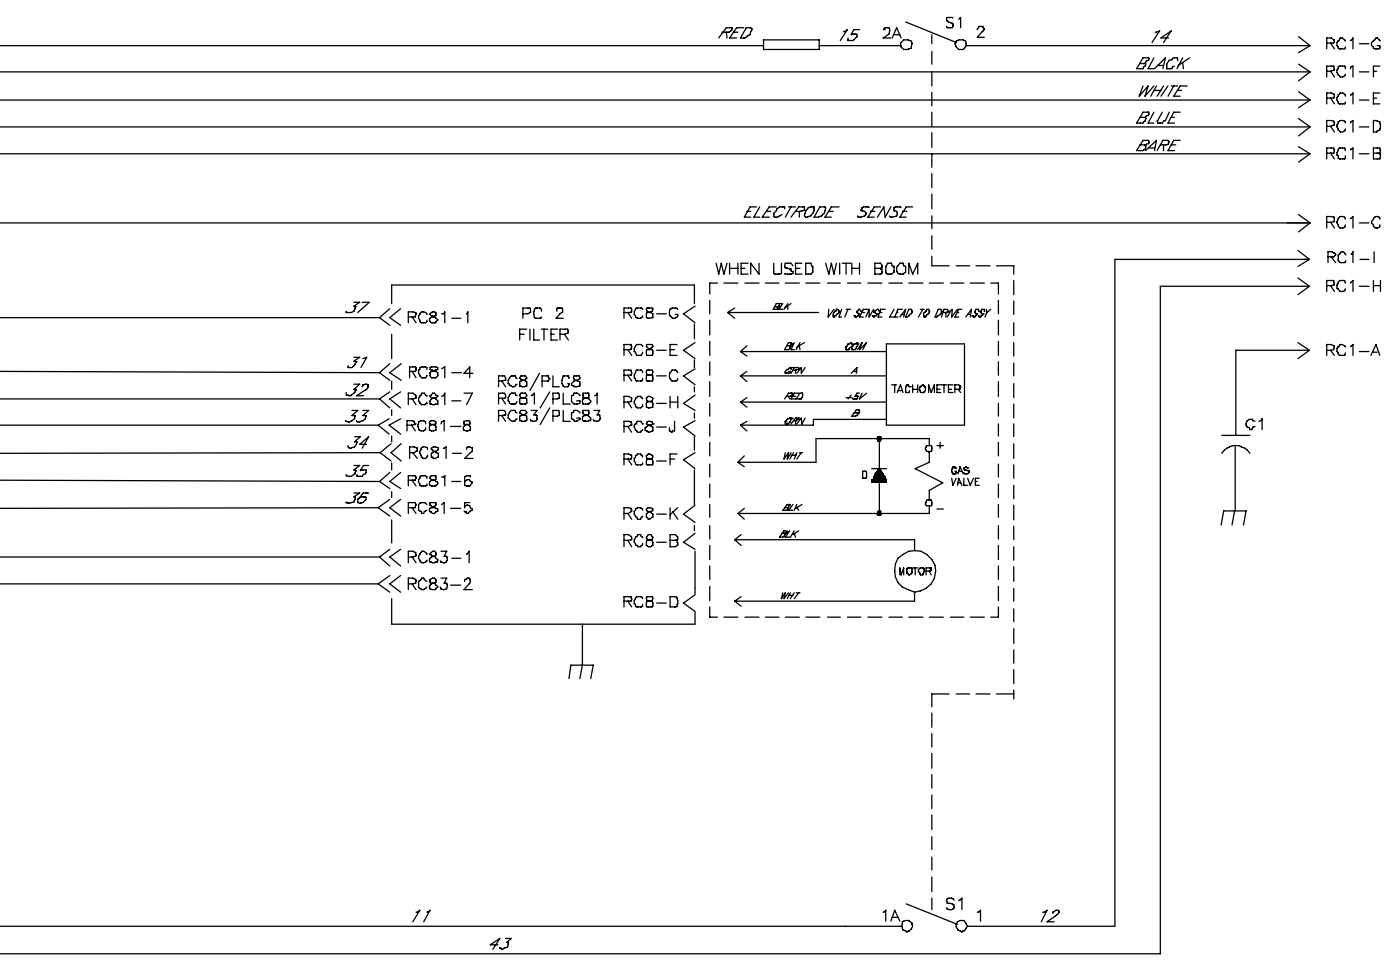 RED 15 2A S1 2 14 RC1-G
BLACK RC1-F
WHITE RC1-E
BLUE RC1-D
BARE RC1-B
ELECTRODE SENSE RC1-C
RC1-I
WHEN USED WITH BOOM
RC1-H
37 RC81-1 PC 2 RC8-G BLK VOLT SENSE LEAD TO DRIVE ASSY
FILTER
RC8-E BLK COM RC1-A
31 RC81-4 RC8/PLG8 RC8-C GRN A
32 RC81-7 RC81/PLG81 RC8-H RED +5V TACHOMETER
33 RC81-8 RC83/PLG83 RC8-J GRN B C1
34 RC81-2 RC8-F WHT +
35 RC81-6 D GAS
VALVE
36 RC81-5 RC8-K BLK -
RC8-B BLK
RC83-1
MOTOR
RC83-2
RC8-D WHT
11 1A S1 1 12
43